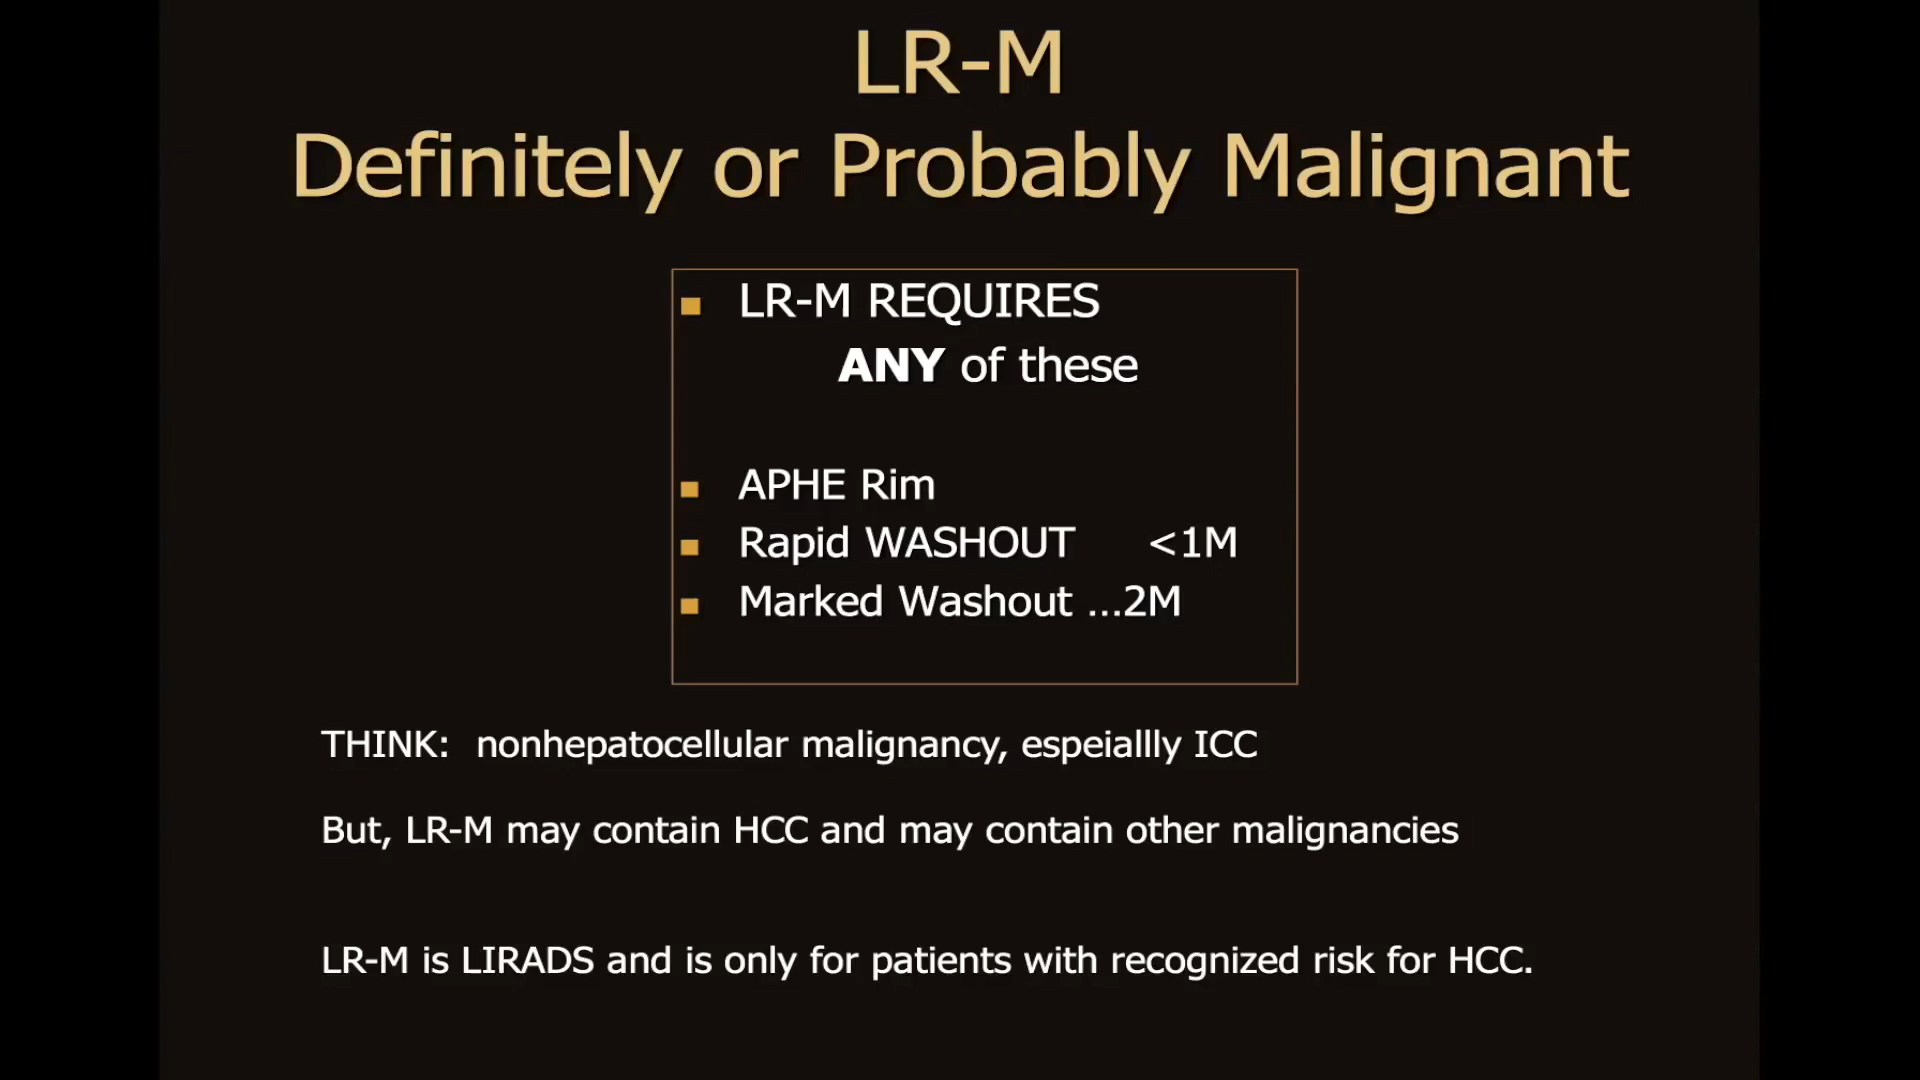 LR-M
Definitely or Probably Malignant
LR-M REQUIRES
ANY of these
APHE Rim
Rapid WASHOUT <1M
Marked Washout ...2M
THINK: nonhepatocellular malignancy, espeiallly ICC
But, LR-M may contain HCC and may contain other malignancies
LR-M is LIRADS and is only for patients with recognized risk for HCC.